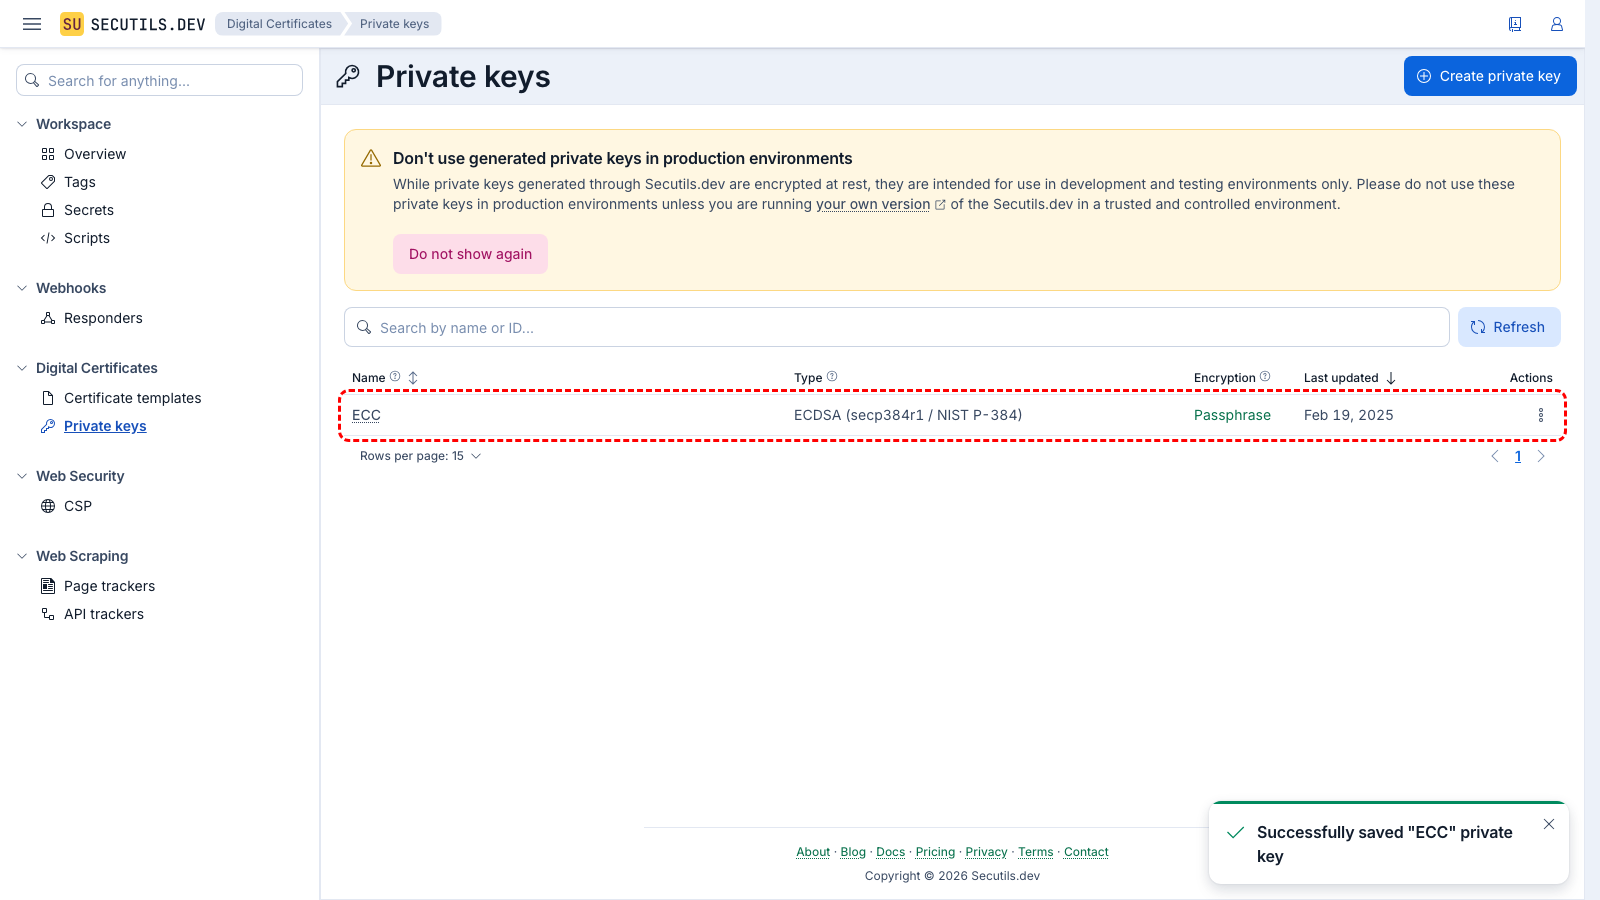 SU SECUTILS.DEV
Digital Certificates
Private keys
Search for anything...
Workspace
Overview
Tags
Secrets
Scripts
Webhooks
Responders
Digital Certificates
Certificate templates
Private keys
Web Security
CSP
Web Scraping
Page trackers
API trackers
Private keys
Create private key
Don't use generated private keys in production environments
While private keys generated through Secutils.dev are encrypted at rest, they are intended for use in development and testing environments only. Please do not use these
private keys in production environments unless you are running your own version of the Secutils.dev in a trusted and controlled environment.
Do not show again
Search by name or ID...
Refresh
Name Type Encryption Last updated Actions
ECC ECDSA (secp384r1 / NIST P-384) Passphrase Feb 19, 2025
Rows per page: 15
1
About · Blog · Docs · Pricing · Privacy · Terms · Contact
Copyright © 2026 Secutils.dev
Successfully saved "ECC" private
key